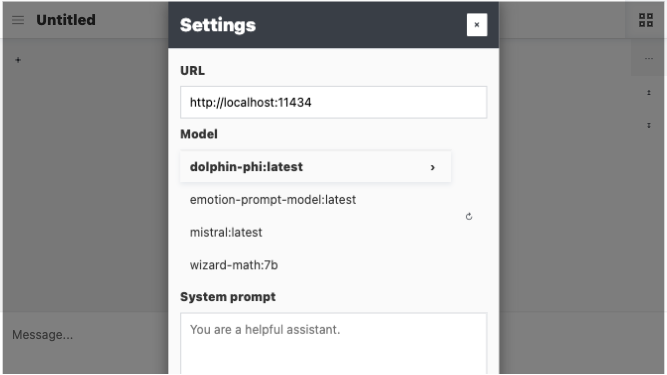 Untitled
Settings
URL
http://localhost:11434
Model
dolphin-phi:latest
emotion-prompt-model:latest
mistral:latest
wizard-math:7b
System prompt
You are a helpful assistant.
Message...